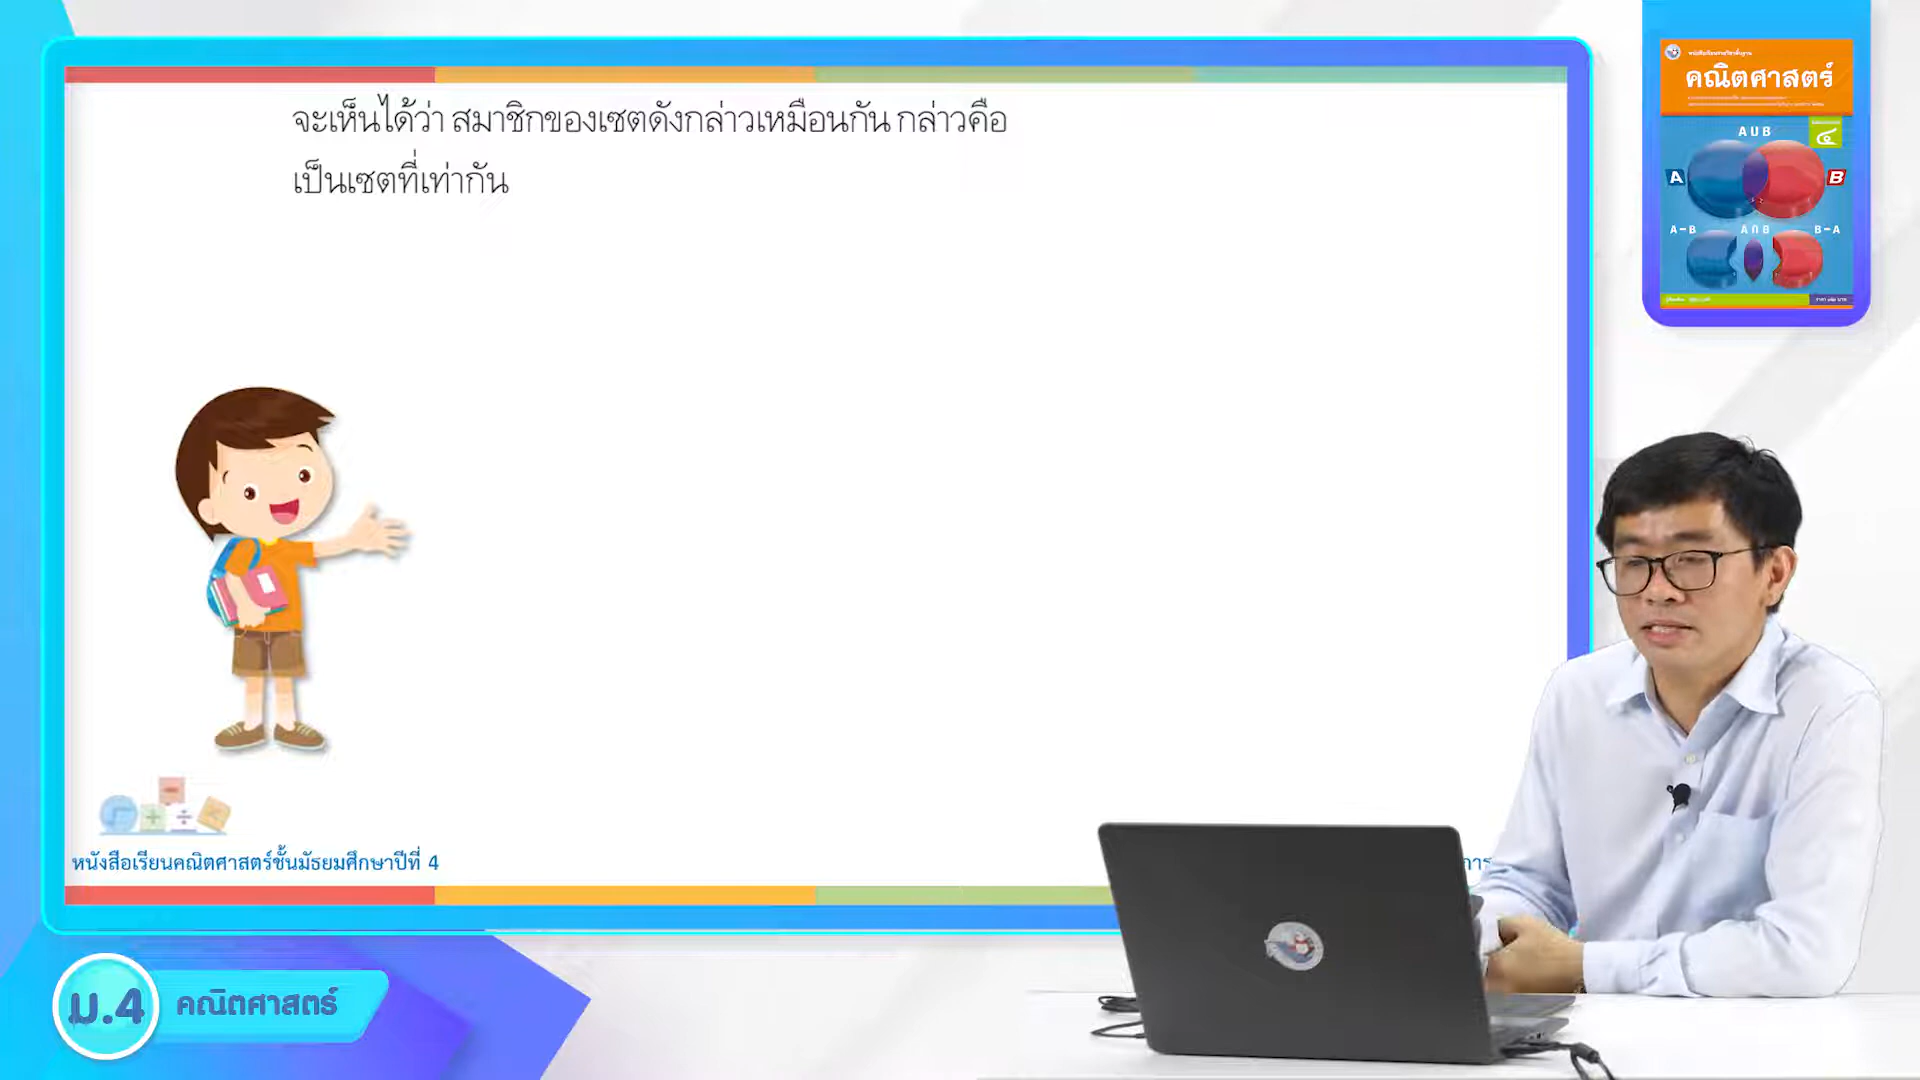 จะเห็นได้ว่า สมาชิกของเซตดังกล่าวเหมือนกัน กล่าวคือ
เป็นเซตที่เท่ากัน
คณิตศาสตร์
๔
A U B
A
B
A - B
A ∩ B
B - A
หนังสือเรียนคณิตศาสตร์ชั้นมัธยมศึกษาปีที่ 4
ม.4
คณิตศาสตร์